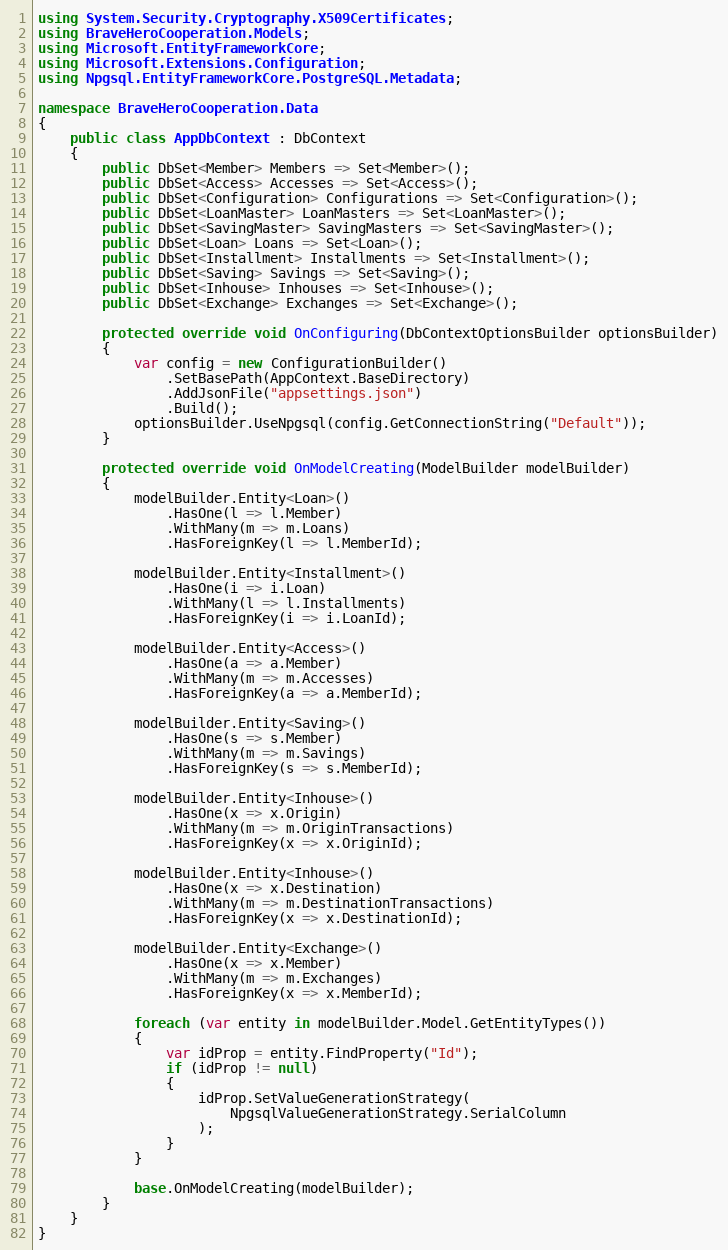 1 using System.Security.Cryptography.X509Certificates;
2 using BraveHeroCooperation.Models;
3 using Microsoft.EntityFrameworkCore;
4 using Microsoft.Extensions.Configuration;
5 using Npgsql.EntityFrameworkCore.PostgreSQL.Metadata;
6
7 namespace BraveHeroCooperation.Data
8 {
9     public class AppDbContext : DbContext
10     {
11         public DbSet<Member> Members => Set<Member>();
12         public DbSet<Access> Accesses => Set<Access>();
13         public DbSet<Configuration> Configurations => Set<Configuration>();
14         public DbSet<LoanMaster> LoanMasters => Set<LoanMaster>();
15         public DbSet<SavingMaster> SavingMasters => Set<SavingMaster>();
16         public DbSet<Loan> Loans => Set<Loan>();
17         public DbSet<Installment> Installments => Set<Installment>();
18         public DbSet<Saving> Savings => Set<Saving>();
19         public DbSet<Inhouse> Inhouses => Set<Inhouse>();
20         public DbSet<Exchange> Exchanges => Set<Exchange>();
21
22         protected override void OnConfiguring(DbContextOptionsBuilder optionsBuilder)
23         {
24             var config = new ConfigurationBuilder()
25                 .SetBasePath(AppContext.BaseDirectory)
26                 .AddJsonFile("appsettings.json")
27                 .Build();
28             optionsBuilder.UseNpgsql(config.GetConnectionString("Default"));
29         }
30
31         protected override void OnModelCreating(ModelBuilder modelBuilder)
32         {
33             modelBuilder.Entity<Loan>()
34                 .HasOne(l => l.Member)
35                 .WithMany(m => m.Loans)
36                 .HasForeignKey(l => l.MemberId);
37
38             modelBuilder.Entity<Installment>()
39                 .HasOne(i => i.Loan)
40                 .WithMany(l => l.Installments)
41                 .HasForeignKey(i => i.LoanId);
42
43             modelBuilder.Entity<Access>()
44                 .HasOne(a => a.Member)
45                 .WithMany(m => m.Accesses)
46                 .HasForeignKey(a => a.MemberId);
47
48             modelBuilder.Entity<Saving>()
49                 .HasOne(s => s.Member)
50                 .WithMany(m => m.Savings)
51                 .HasForeignKey(s => s.MemberId);
52
53             modelBuilder.Entity<Inhouse>()
54                 .HasOne(x => x.Origin)
55                 .WithMany(m => m.OriginTransactions)
56                 .HasForeignKey(x => x.OriginId);
57
58             modelBuilder.Entity<Inhouse>()
59                 .HasOne(x => x.Destination)
60                 .WithMany(m => m.DestinationTransactions)
61                 .HasForeignKey(x => x.DestinationId);
62
63             modelBuilder.Entity<Exchange>()
64                 .HasOne(x => x.Member)
65                 .WithMany(m => m.Exchanges)
66                 .HasForeignKey(x => x.MemberId);
67
68             foreach (var entity in modelBuilder.Model.GetEntityTypes())
69             {
70                 var idProp = entity.FindProperty("Id");
71                 if (idProp != null)
72                 {
73                     idProp.SetValueGenerationStrategy(
74                         NpgsqlValueGenerationStrategy.SerialColumn
75                     );
76                 }
77             }
78
79             base.OnModelCreating(modelBuilder);
80         }
81     }
82 }